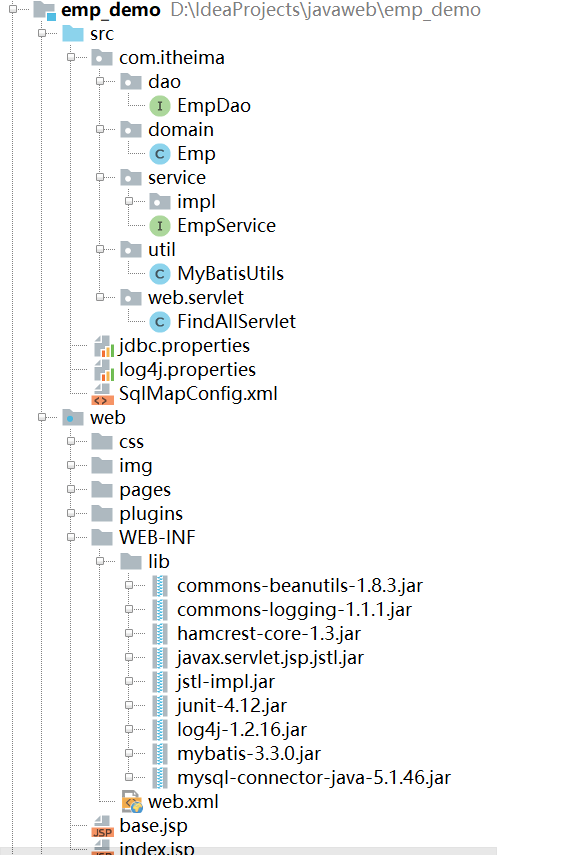 emp_demo D:\IdeaProjects\javaweb\emp_demo
src
com.itheima
dao
I EmpDao
domain
C Emp
service
impl
I EmpService
util
C MyBatisUtils
web.servlet
C FindAllServlet
jdbc.properties
log4j.properties
SqlMapConfig.xml
web
css
img
pages
plugins
WEB-INF
lib
commons-beanutils-1.8.3.jar
commons-logging-1.1.1.jar
hamcrest-core-1.3.jar
javax.servlet.jsp.jstl.jar
jstl-impl.jar
junit-4.12.jar
log4j-1.2.16.jar
mybatis-3.3.0.jar
mysql-connector-java-5.1.46.jar
web.xml
JSP base.jsp
JSP index.jsp